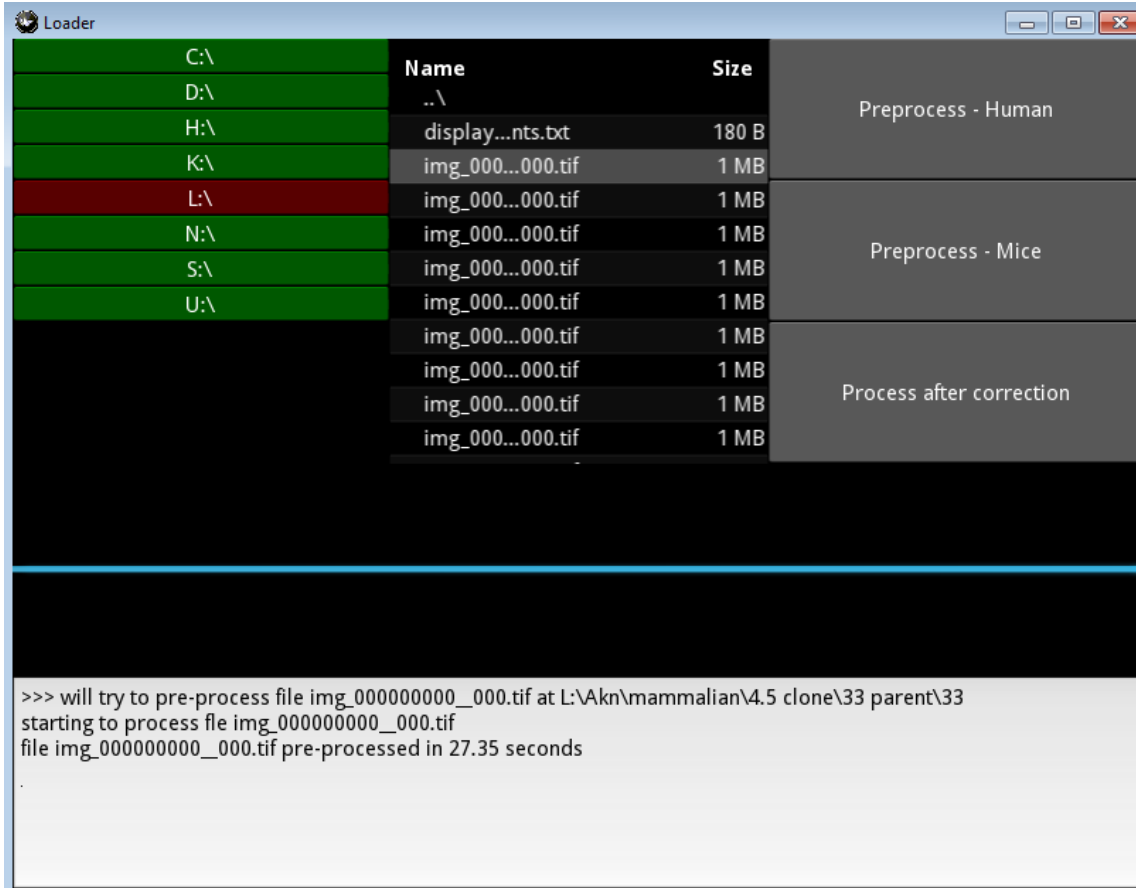 Loader
C:\
D:\
H:\
K:\
L:\
N:\
S:\
U:\
Name Size
..\
display...nts.txt 180 B
img_000...000.tif 1 MB
img_000...000.tif 1 MB
img_000...000.tif 1 MB
img_000...000.tif 1 MB
img_000...000.tif 1 MB
img_000...000.tif 1 MB
img_000...000.tif 1 MB
img_000...000.tif 1 MB
img_000...000.tif 1 MB
Preprocess - Human
Preprocess - Mice
Process after correction
>>> will try to pre-process file img_000000000__000.tif at L:\Akn\mammalian\4.5 clone\33 parent\33
starting to process fle img_000000000__000.tif
file img_000000000__000.tif pre-processed in 27.35 seconds
.